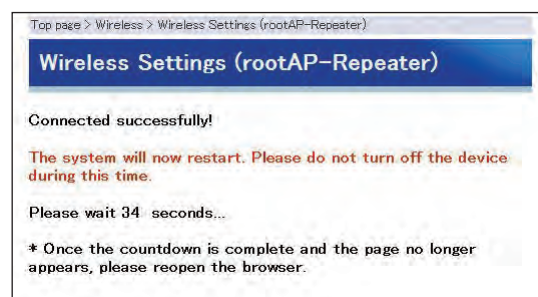 Top page > Wireless > Wireless Settings (rootAP-Repeater)
Wireless Settings (rootAP-Repeater)
Connected successfully!
The system will now restart. Please do not turn off the device
during this time.
Please wait 34 seconds...
* Once the countdown is complete and the page no longer
appears, please reopen the browser.